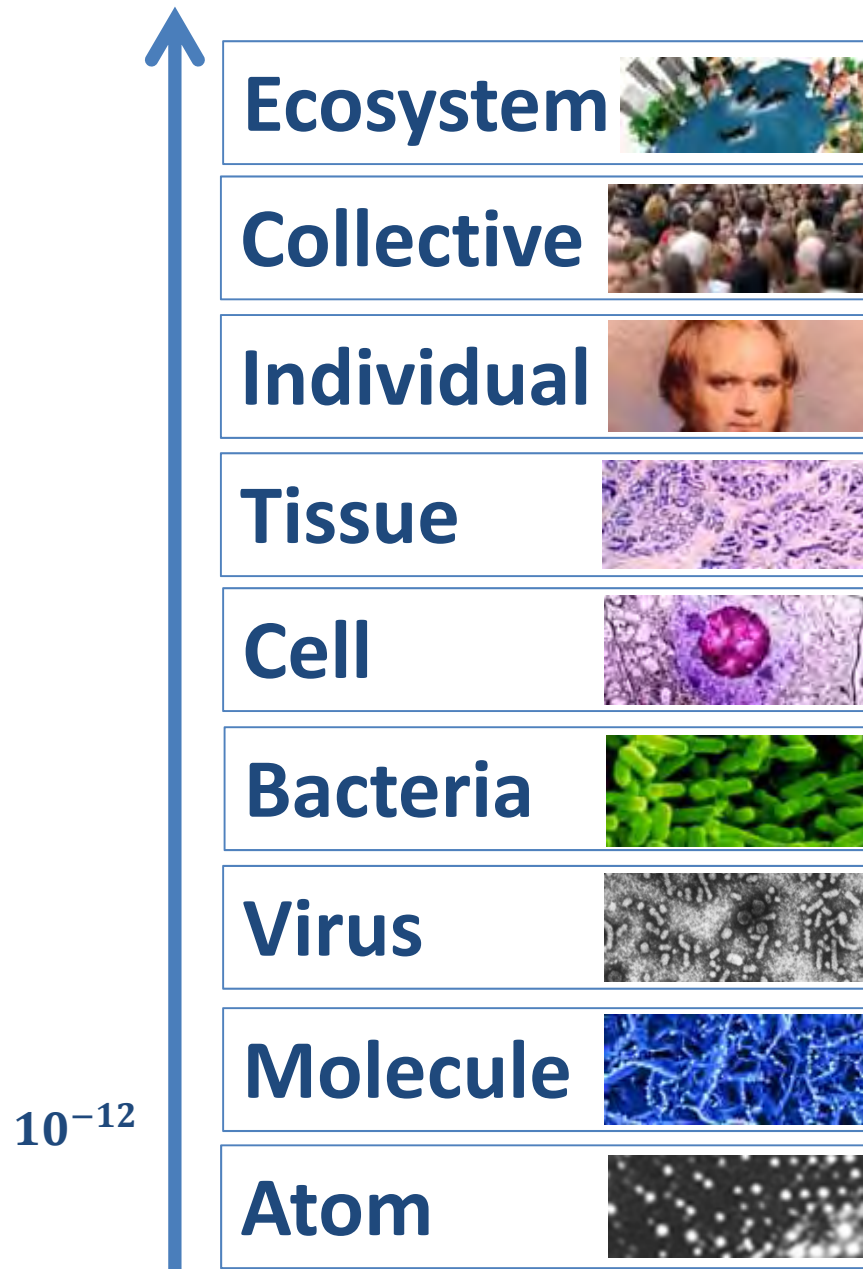 Ecosystem
Collective
Individual
Tissue
Cell
Bacteria
Virus
Molecule
10⁻¹²
Atom